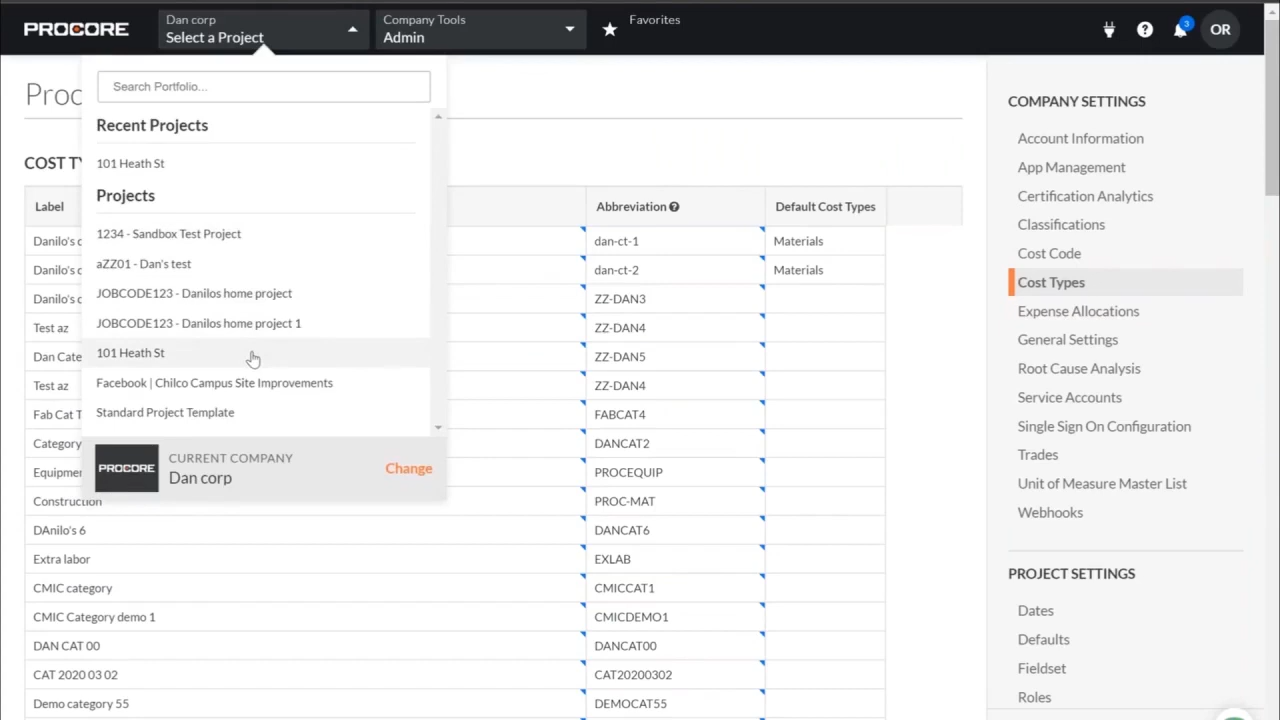 PROCORE
Dan corp
Select a Project
Company Tools
Admin
Favorites
3
OR
Search Portfolio...
Recent Projects
101 Heath St
Projects
1234 - Sandbox Test Project
aZZ01 - Dan's test
JOBCODE123 - Danilos home project
JOBCODE123 - Danilos home project 1
101 Heath St
Facebook | Chilco Campus Site Improvements
Standard Project Template
PROCORE
CURRENT COMPANY
Dan corp
Change
Proc
COST TY
Label Abbreviation Default Cost Types
Danilo's c dan-ct-1 Materials
Danilo's c dan-ct-2 Materials
Danilo's c ZZ-DAN3
Test az ZZ-DAN4
Dan Cate ZZ-DAN5
Test az ZZ-DAN4
Fab Cat T FABCAT4
Category DANCAT2
Equipmer PROCEQUIP
Construction PROC-MAT
DAnilo's 6 DANCAT6
Extra labor EXLAB
CMIC category CMICCAT1
CMIC Category demo 1 CMICDEMO1
DAN CAT 00 DANCAT00
CAT 2020 03 02 CAT20200302
Demo category 55 DEMOCAT55
COMPANY SETTINGS
Account Information
App Management
Certification Analytics
Classifications
Cost Code
Cost Types
Expense Allocations
General Settings
Root Cause Analysis
Service Accounts
Single Sign On Configuration
Trades
Unit of Measure Master List
Webhooks
PROJECT SETTINGS
Dates
Defaults
Fieldset
Roles